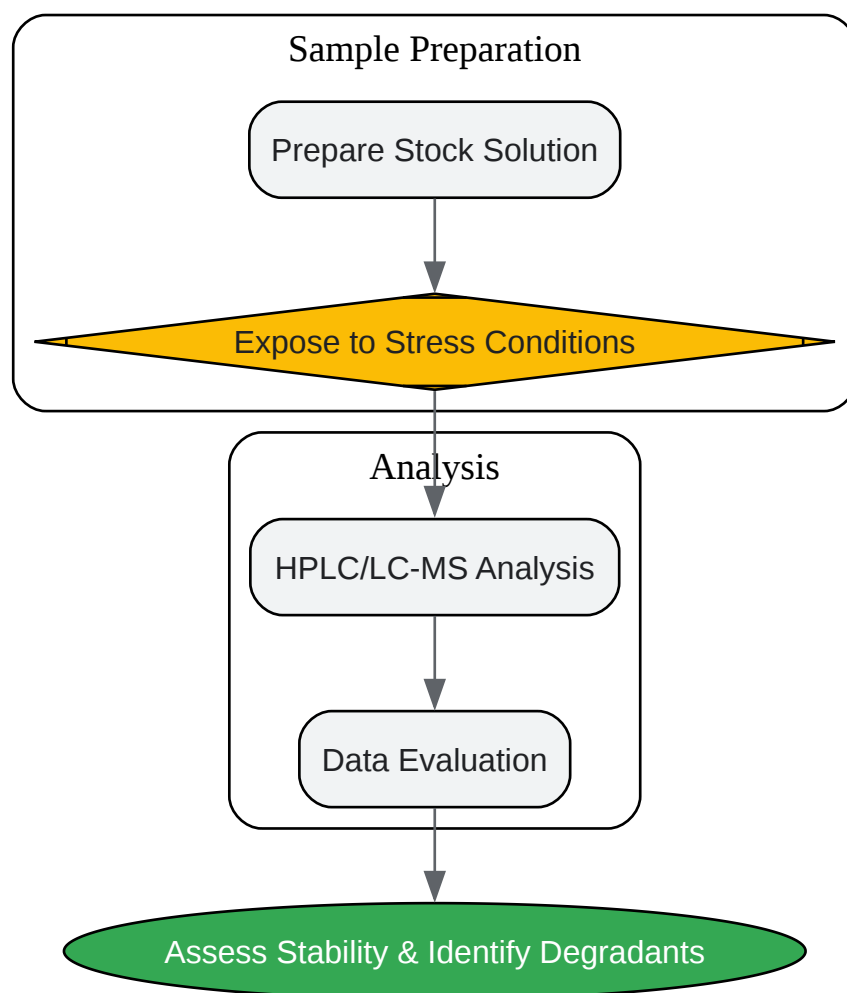 Sample Preparation
Prepare Stock Solution
Expose to Stress Conditions
Analysis
HPLC/LC-MS Analysis
Data Evaluation
Assess Stability & Identify Degradants